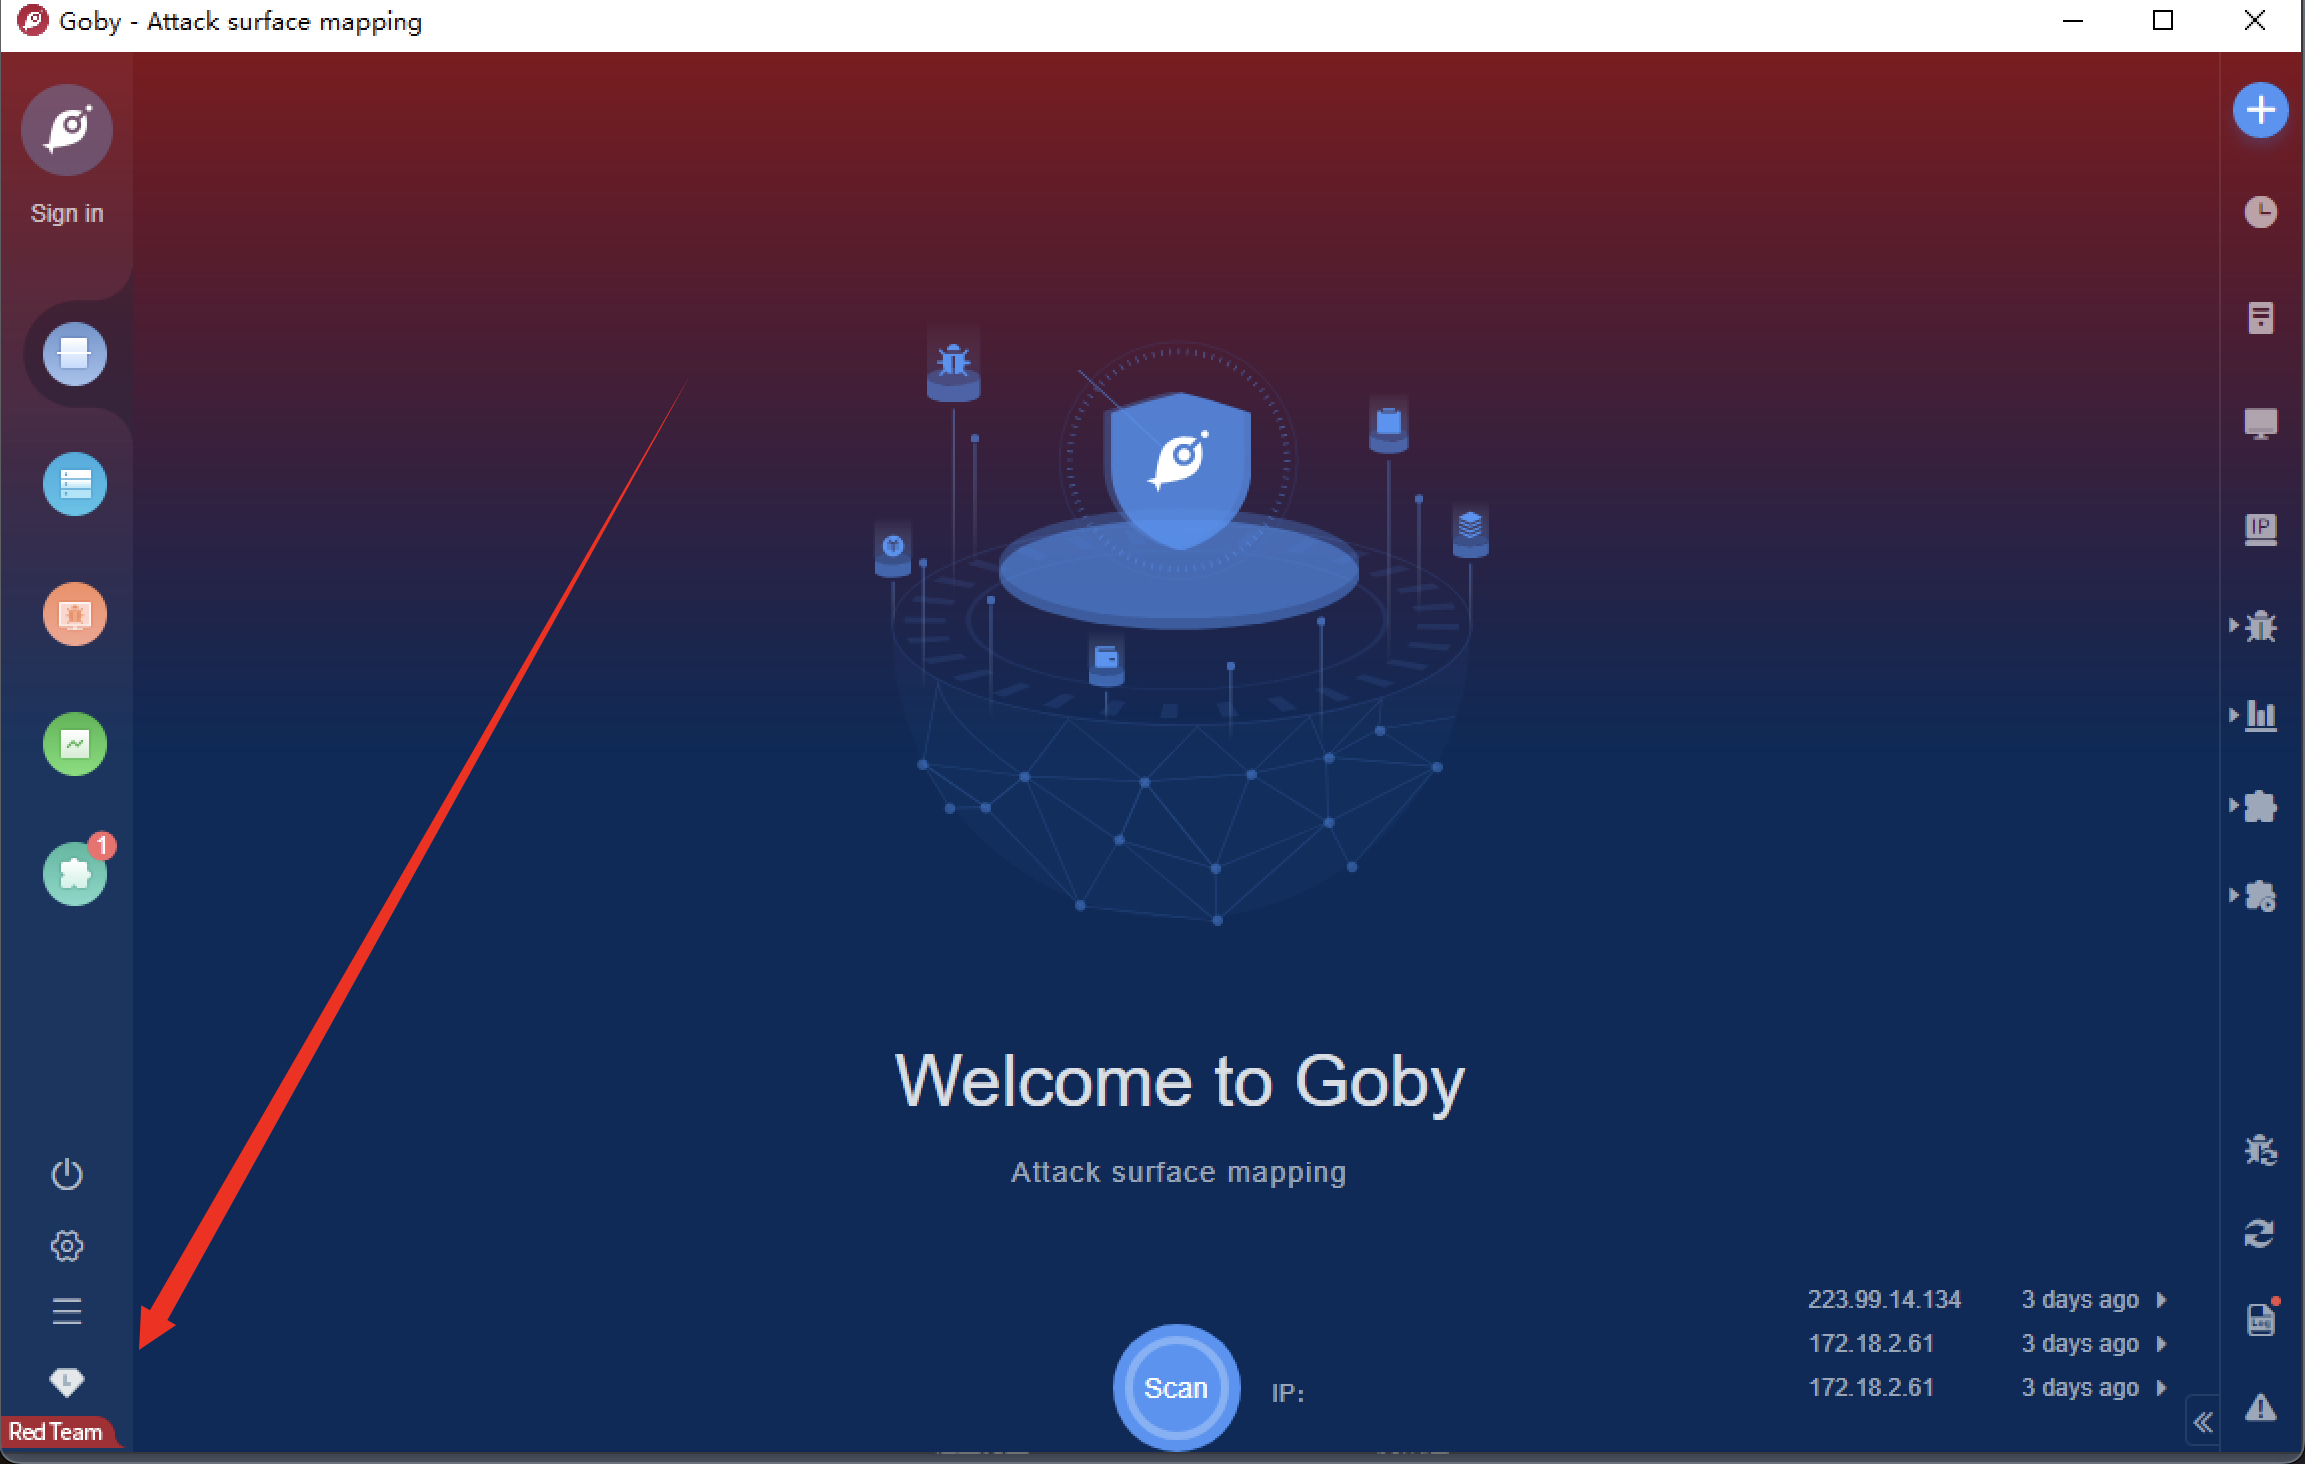 Goby - Attack surface mapping
Sign in
IP
1
Welcome to Goby
Attack surface mapping
223.99.14.134 3 days ago
172.18.2.61 3 days ago
172.18.2.61 3 days ago
Log
Scan IP:
L
Red Team